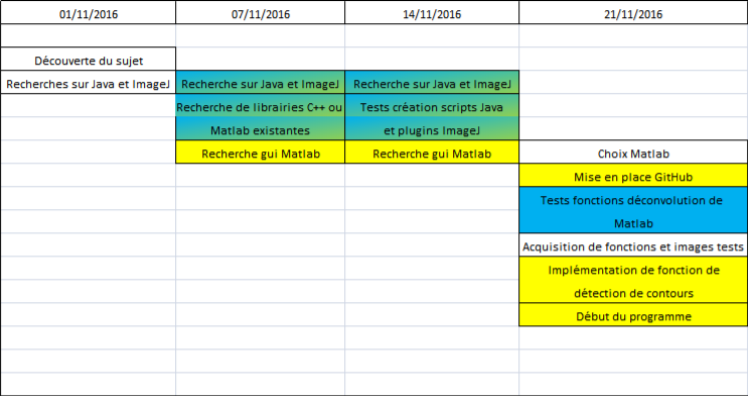 01/11/2016 07/11/2016 14/11/2016 21/11/2016
Découverte du sujet
Recherches sur Java et ImageJ Recherche sur Java et ImageJ Recherche sur Java et ImageJ
Recherche de librairies C++ ou Tests création scripts Java
Matlab existantes et plugins ImageJ
Recherche gui Matlab Recherche gui Matlab Choix Matlab
Mise en place GitHub
Tests fonctions déconvolution de
Matlab
Acquisition de fonctions et images tests
Implémentation de fonction de
détection de contours
Début du programme